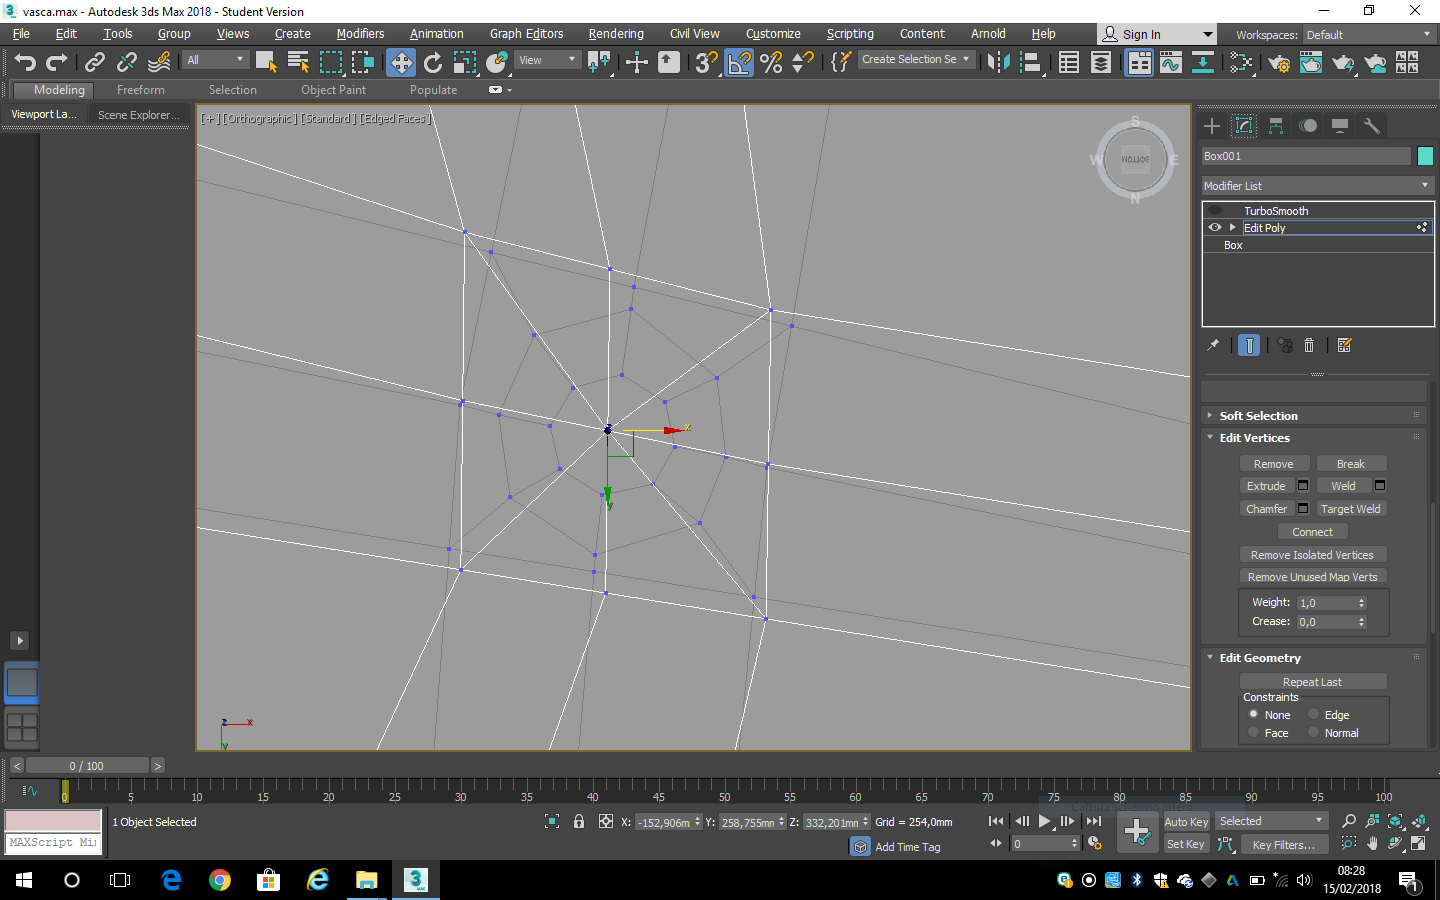 vasca.max - Autodesk 3ds Max 2018 - Student Version
File Edit Tools Group Views Create Modifiers Animation Graph Editors Rendering Civil View Customize Scripting Content Arnold Help Sign In Workspaces: Default
All View 3 Create Selection Se
Modeling Freeform Selection Object Paint Populate
Viewport La... Scene Explorer...
[ + ] [ Orthographic ] [ Standard ] [ Edged Faces ]
S
W BOTTOM E
N
Box001
Modifier List
TurboSmooth
Edit Poly
Box
Soft Selection
Edit Vertices
Remove Break
Extrude Weld
Chamfer Target Weld
Connect
Remove Isolated Vertices
Remove Unused Map Verts
Weight: 1,0
Crease: 0,0
Edit Geometry
Repeat Last
Constraints
None Edge
Face Normal
x
y
z x
y
< 0 / 100 >
0 5 10 15 20 25 30 35 40 45 50 55 60 65 70 75 80 85 90 95 100
Cattura schermo intero
1 Object Selected X: -152,906m Y: 258,755mm Z: 332,201mm Grid = 254,0mm Auto Key Selected
MAXScript Mi Add Time Tag 0 Set Key Key Filters...
08:28
15/02/2018
1